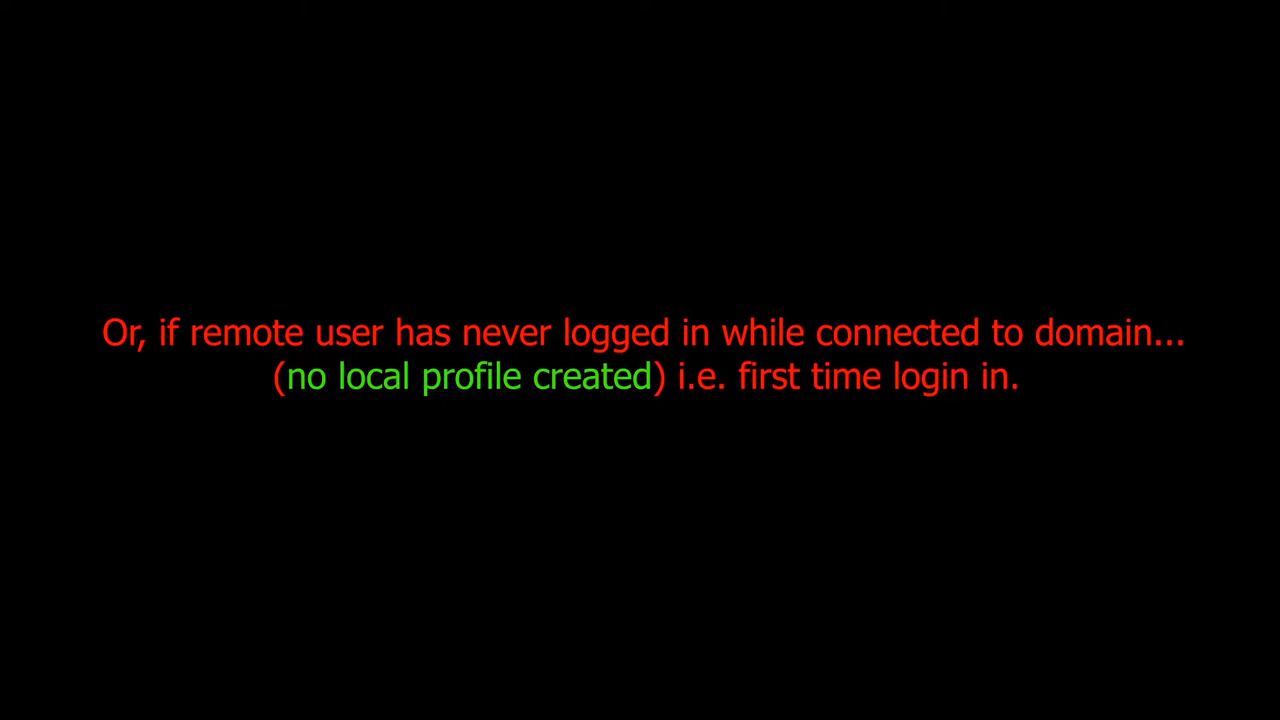 Or, if remote user has never logged in while connected to domain...
(no local profile created) i.e. first time login in.